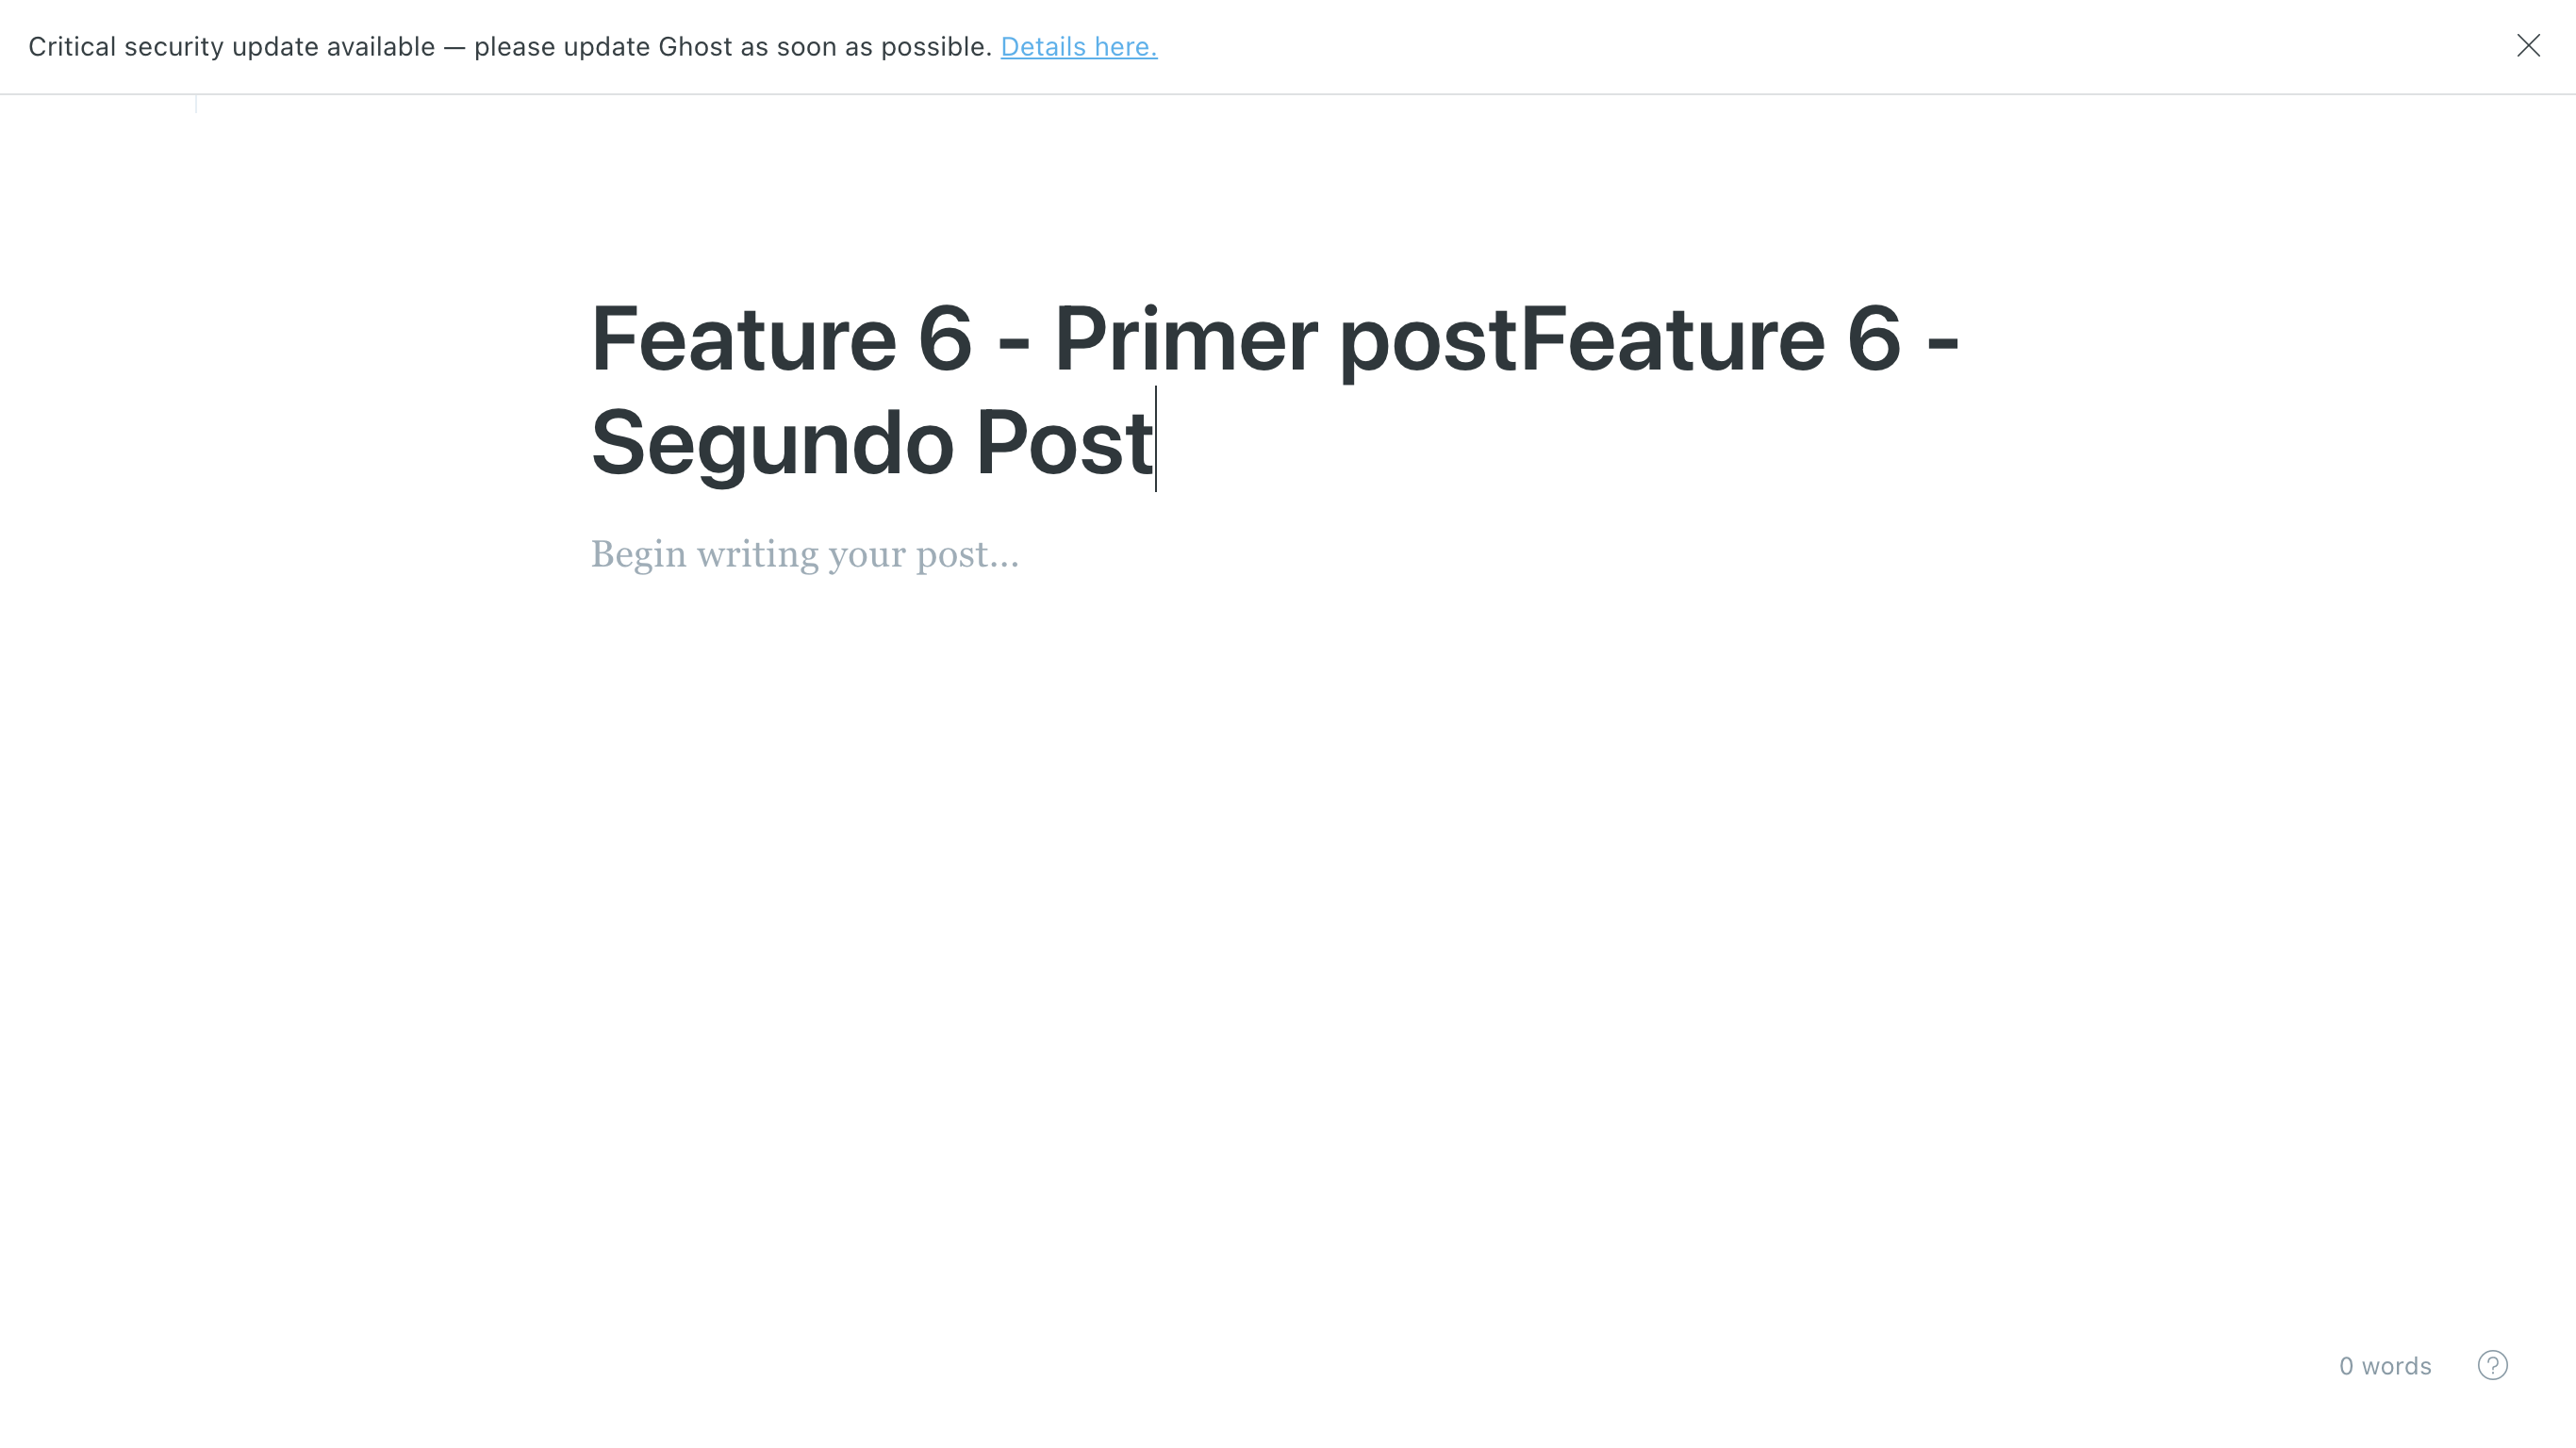 Critical security update available — please update Ghost as soon as possible. Details here.
Feature 6 - Primer postFeature 6 -
Segundo Post
Begin writing your post...
0 words
?